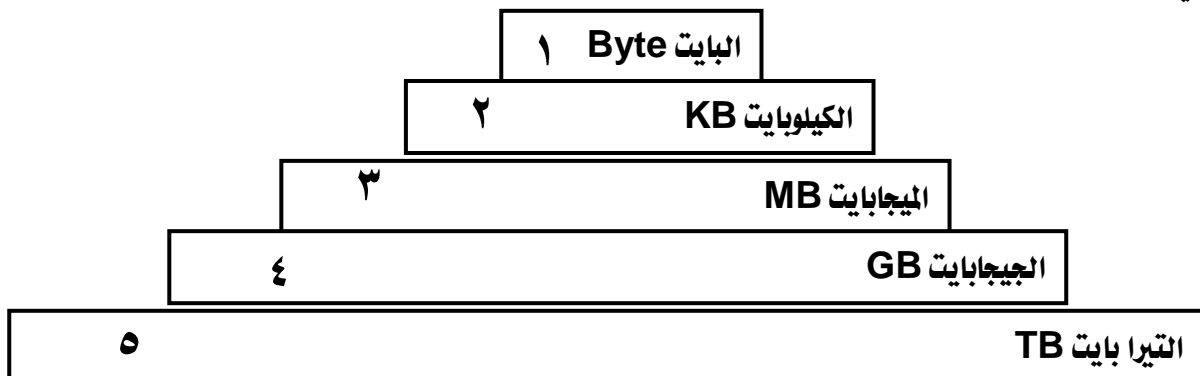 البايت Byte ١
الكيلوبايت KB ٢
الميجابايت MB ٣
الجيجابايت GB ٤
التيرا بايت TB ٥